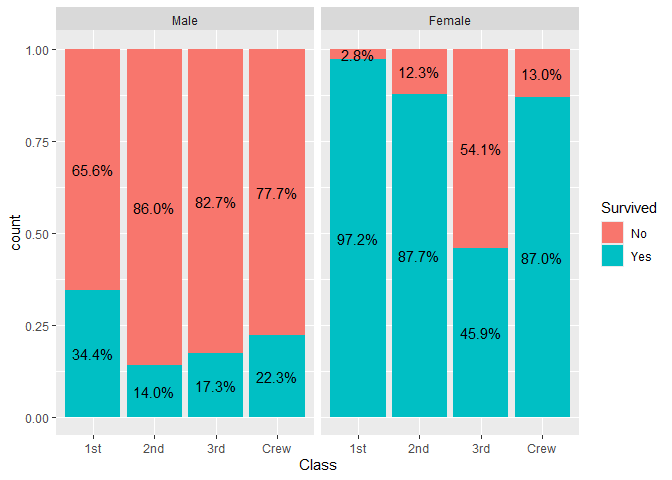 Male Female
1.00
0.75
0.50
0.25
0.00
count
65.6% 86.0% 82.7% 77.7%
34.4% 14.0% 17.3% 22.3%
2.8% 12.3% 54.1% 13.0%
97.2% 87.7% 45.9% 87.0%
1st 2nd 3rd Crew 1st 2nd 3rd Crew
Class
Survived
No
Yes